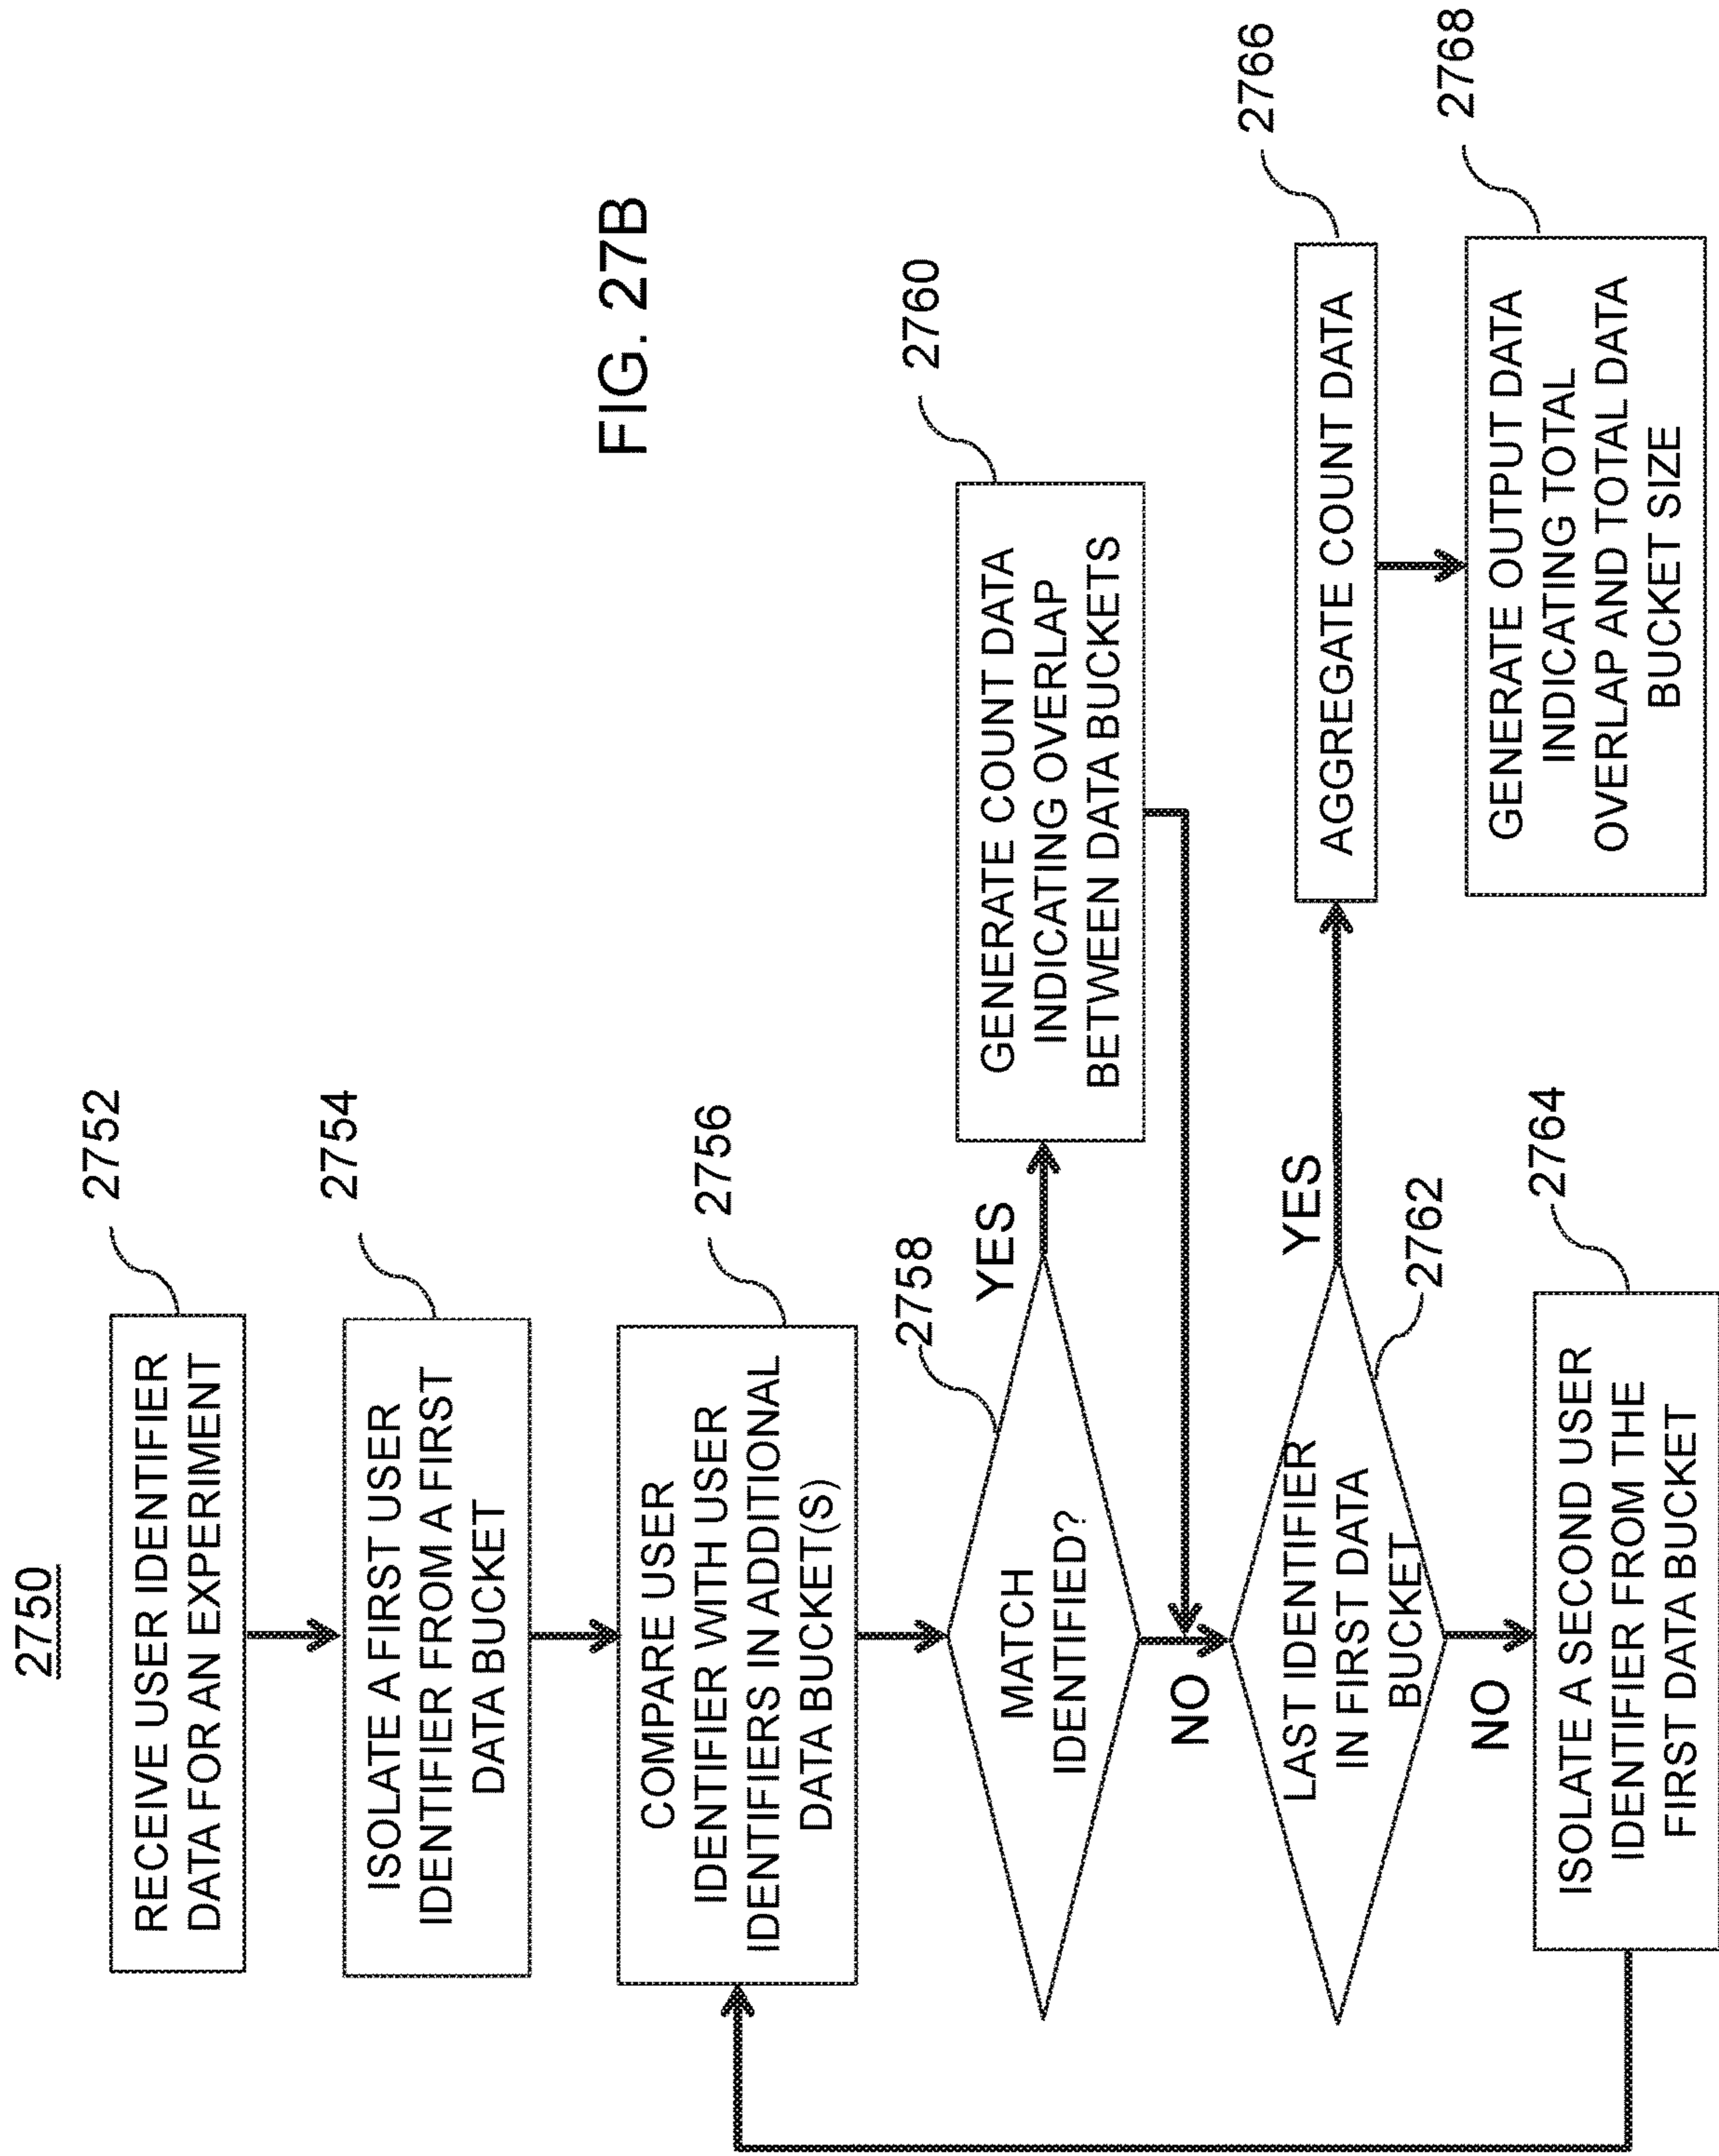 2750
RECEIVE USER IDENTIFIER
DATA FOR AN EXPERIMENT
2752
ISOLATE A FIRST USER
IDENTIFIER FROM A FIRST
DATA BUCKET
2754
COMPARE USER
IDENTIFIER WITH USER
IDENTIFIERS IN ADDITIONAL
DATA BUCKET(S)
2756
MATCH
IDENTIFIED?
2758
YES
GENERATE COUNT DATA
INDICATING OVERLAP
BETWEEN DATA BUCKETS
2760
NO
LAST IDENTIFIER
IN FIRST DATA
BUCKET
2762
YES
AGGREGATE COUNT DATA
2766
NO
ISOLATE A SECOND USER
IDENTIFIER FROM THE
FIRST DATA BUCKET
2764
GENERATE OUTPUT DATA
INDICATING TOTAL
OVERLAP AND TOTAL DATA
BUCKET SIZE
2768
FIG. 27B